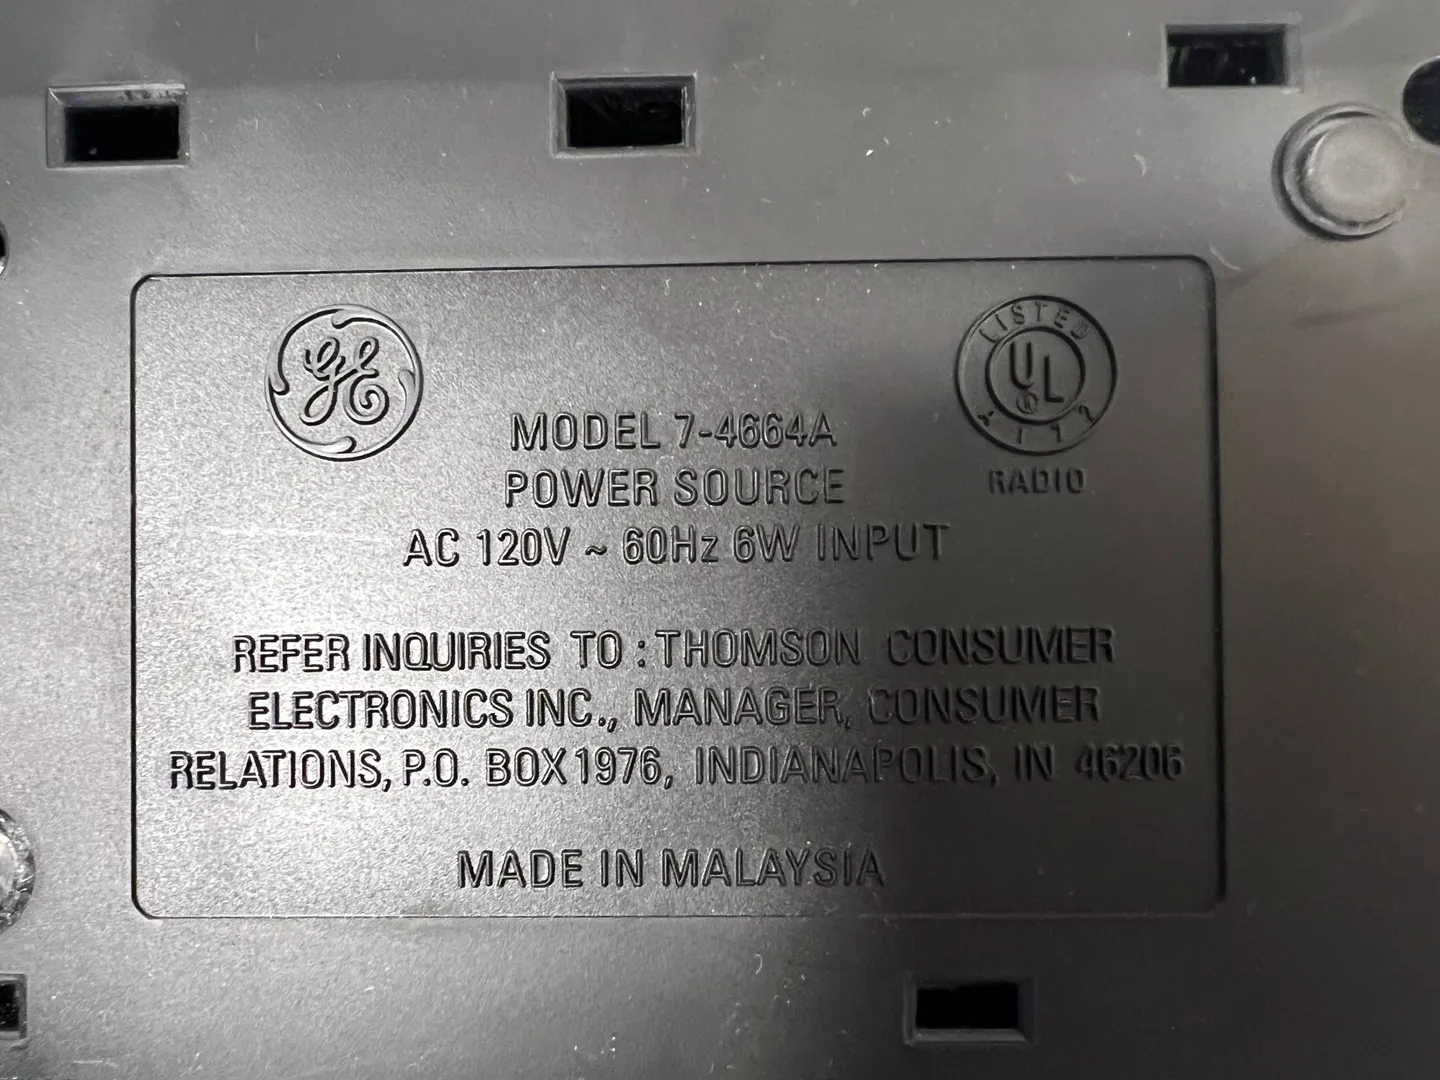 GE
LISTED
UL
®
X172
RADIO
MODEL 7-4664A
POWER SOURCE
AC 120V ~ 60Hz 6W INPUT
REFER INQUIRIES TO : THOMSON CONSUMER
ELECTRONICS INC., MANAGER, CONSUMER
RELATIONS, P.O. BOX 1976, INDIANAPOLIS, IN 46206
MADE IN MALAYSIA